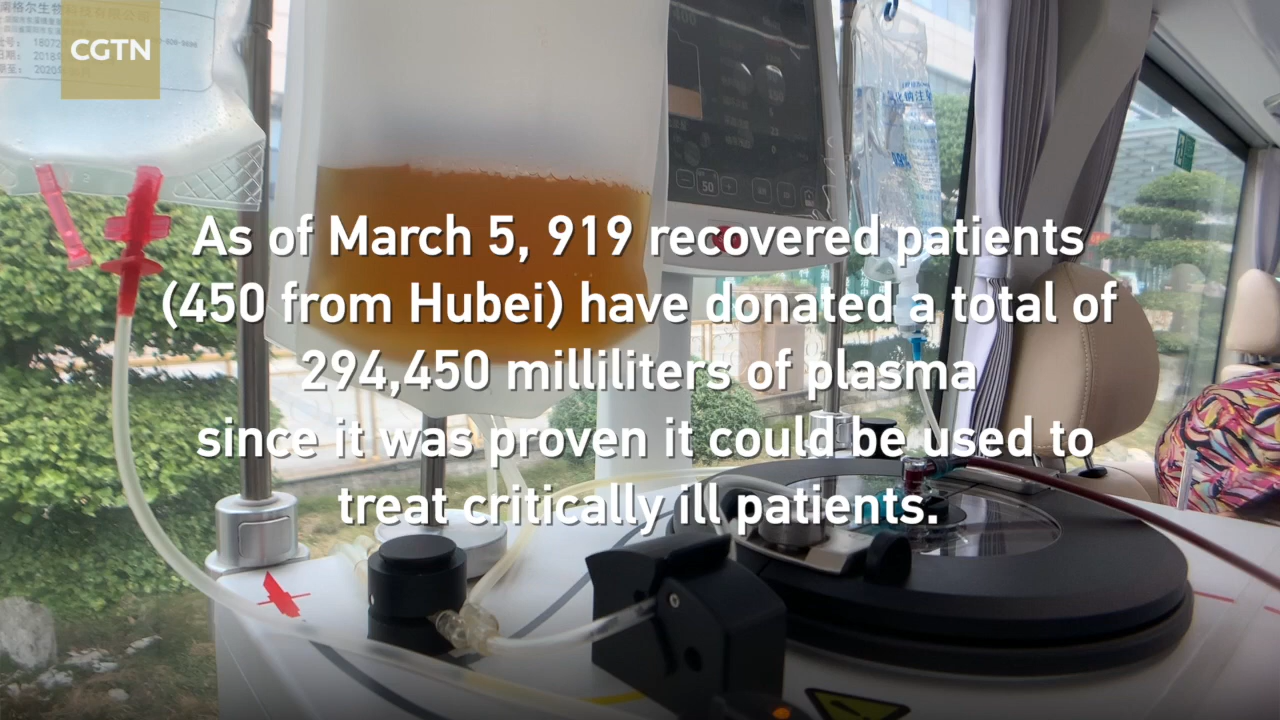 CGTN
As of March 5, 919 recovered patients
(450 from Hubei) have donated a total of
294,450 milliliters of plasma
since it was proven it could be used to
treat critically ill patients.
50